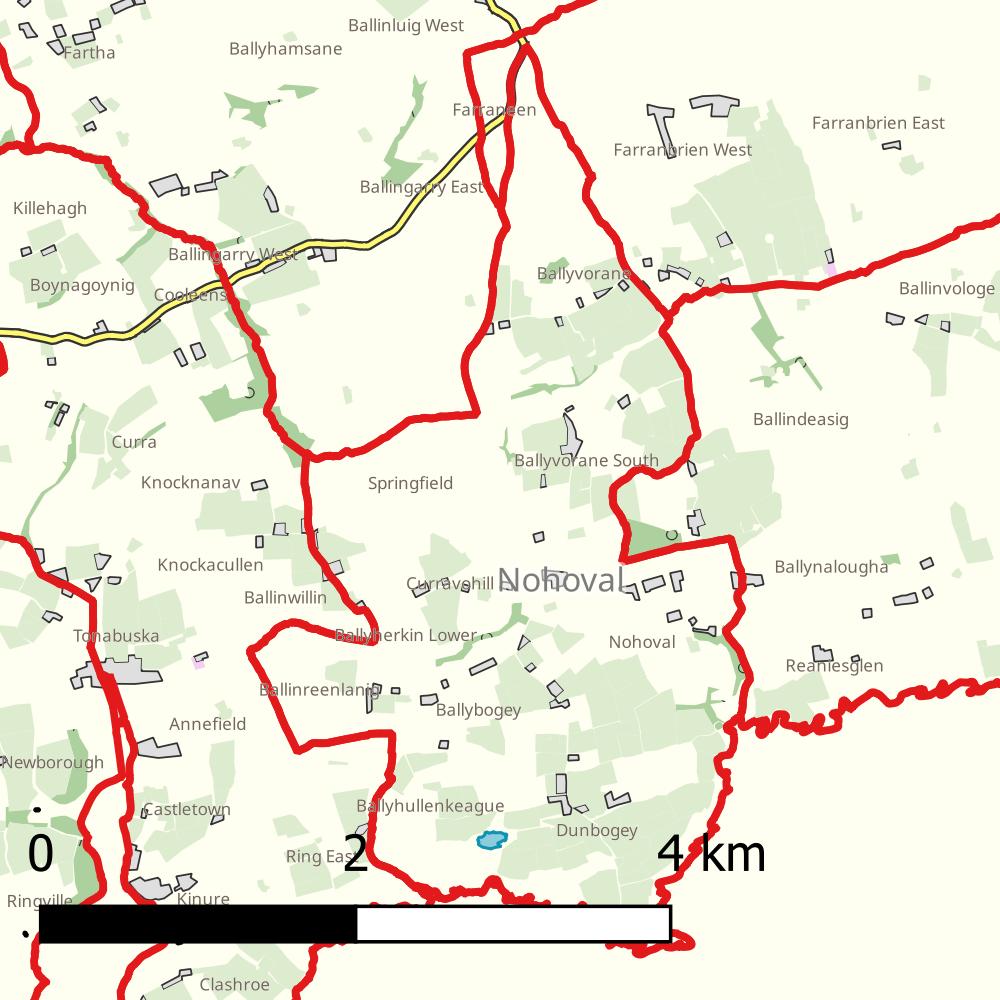 Ballinluig West
Ballyhamsane
Fartha
Farraneen
Farranbrien East
Farranbrien West
Ballingarry East
Killehagh
Ballingarry West
Ballyvorane
Boynagoynig
Cooleens
Ballinvologe
Ballindeasig
Curra
Ballyvorane South
Knocknanav
Springfield
Knockacullen
Ballynalougha
Curravohill
Nohoval
Ballinwillin
Tonabuska
Ballyherkin Lower
Nohoval
Reaniesglen
Ballinreenlanig
Ballybogey
Annefield
Newborough
Castletown
Ballyhullenkeague
Dunbogey
0 2 4 km
Ring East
Ringville
Kinure
Clashroe